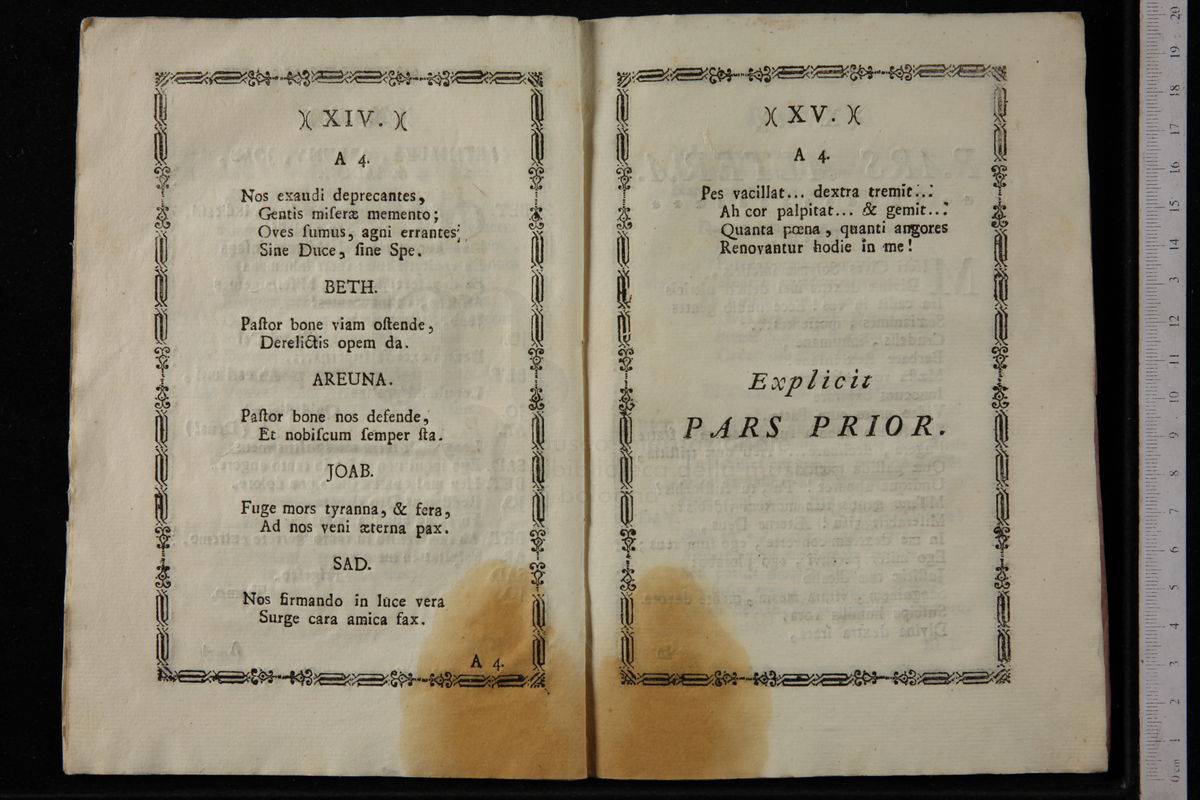 )( XIV. )(
A 4.
Nos exaudi deprecantes,
Gentis miſeræ memento;
Oves ſumus, agni errantes;
Sine Duce, ſine Spe.
BETH.
Paſtor bone viam oſtende,
Derelictis opem da.
AREUNA.
Paſtor bone nos defende,
Et nobiſcum ſemper ſta.
JOAB.
Fuge mors tyranna, & fera,
Ad nos veni æterna pax.
SAD.
Nos firmando in luce vera
Surge cara amica fax.
A 4.
)( XV. )(
A 4.
Pes vacillat... dextra tremit...
Ah cor palpitat... & gemit...
Quanta pœna, quanti angores
Renovantur hodie in me!
Explicit
PARS PRIOR.